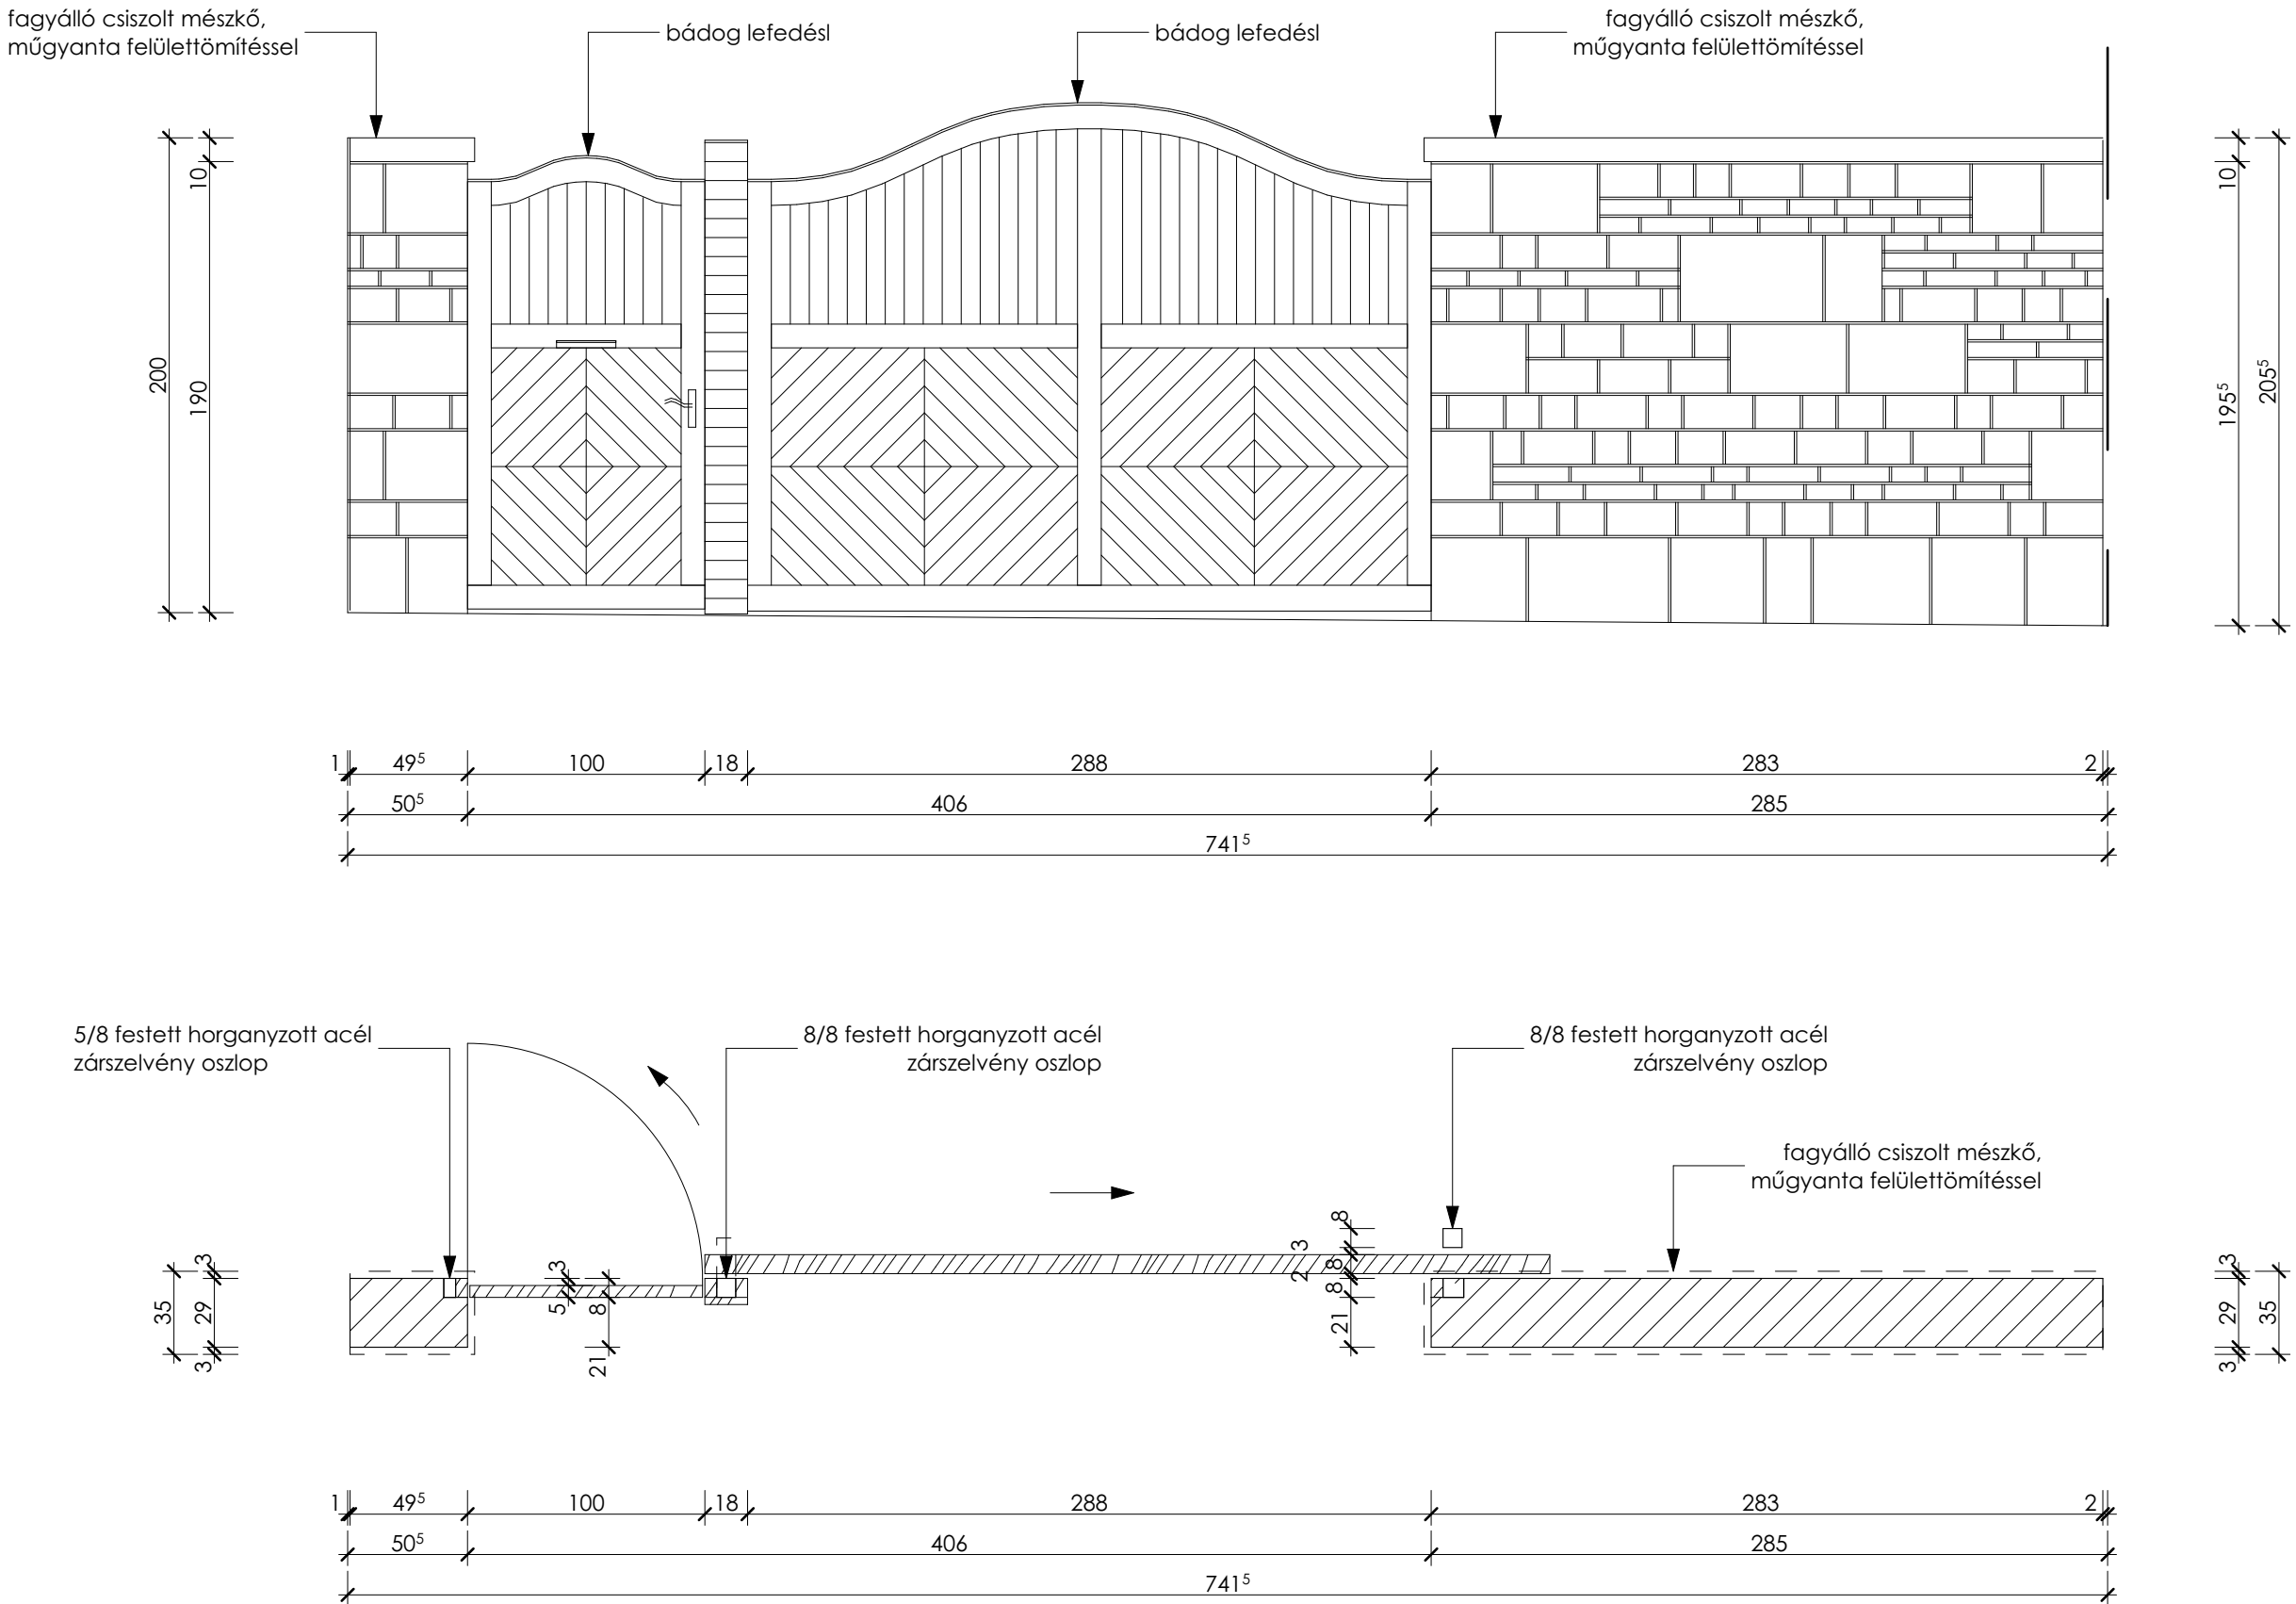 fagyálló csiszolt mészkő,
műgyanta felülettömítéssel
bádog lefedésl
bádog lefedésl
fagyálló csiszolt mészkő,
műgyanta felülettömítéssel
10
200
190
10
195⁵
205⁵
1 49⁵ 100 18 288 283 2
50⁵ 406 285
741⁵
5/8 festett horganyzott acél
zárszelvény oszlop
8/8 festett horganyzott acél
zárszelvény oszlop
8/8 festett horganyzott acél
zárszelvény oszlop
fagyálló csiszolt mészkő,
műgyanta felülettömítéssel
35
3
29
3
3
5
8
21
8
3
8
2
8
21
3
29
3
35
1 49⁵ 100 18 288 283 2
50⁵ 406 285
741⁵